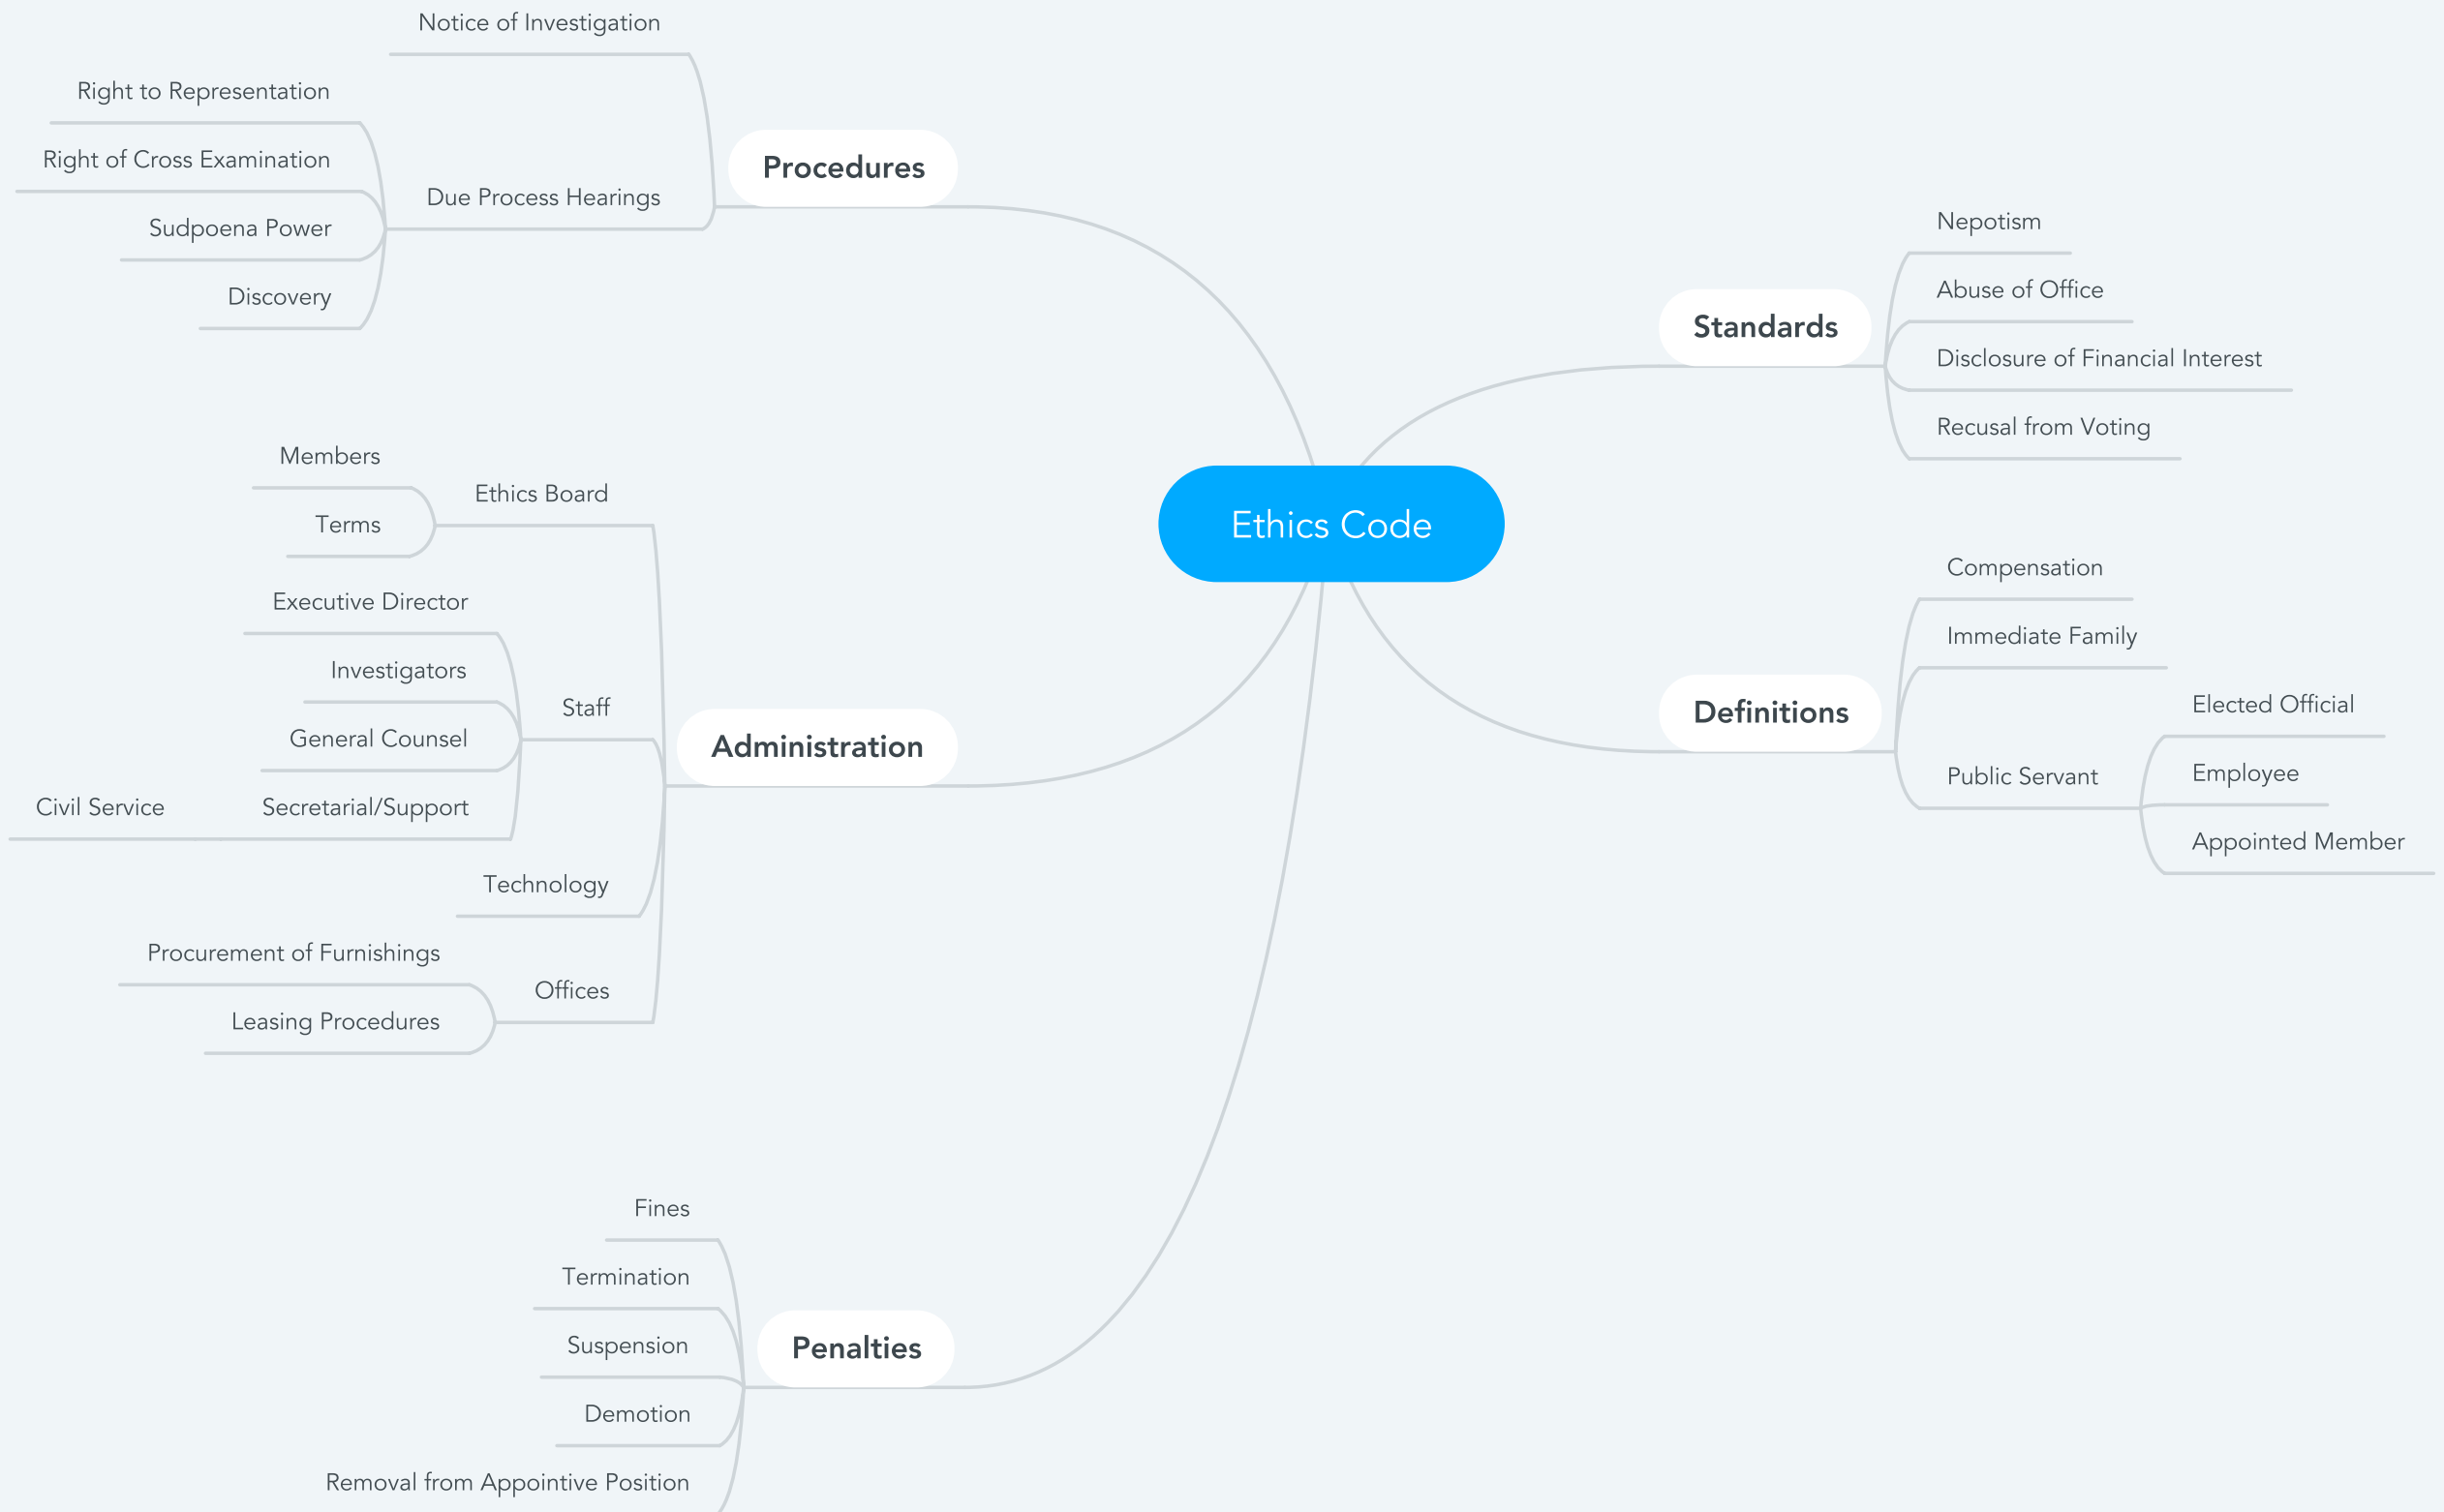 Ethics Code
Procedures
Notice of Investigation
Due Process Hearings
Right to Representation
Right of Cross Examination
Sudpoena Power
Discovery
Administration
Ethics Board
Members
Terms
Staff
Executive Director
Investigators
General Counsel
Secretarial/Support
Civil Service
Technology
Offices
Procurement of Furnishings
Leasing Procedures
Penalties
Fines
Termination
Suspension
Demotion
Removal from Appointive Position
Standards
Nepotism
Abuse of Office
Disclosure of Financial Interest
Recusal from Voting
Definitions
Compensation
Immediate Family
Public Servant
Elected Official
Employee
Appointed Member